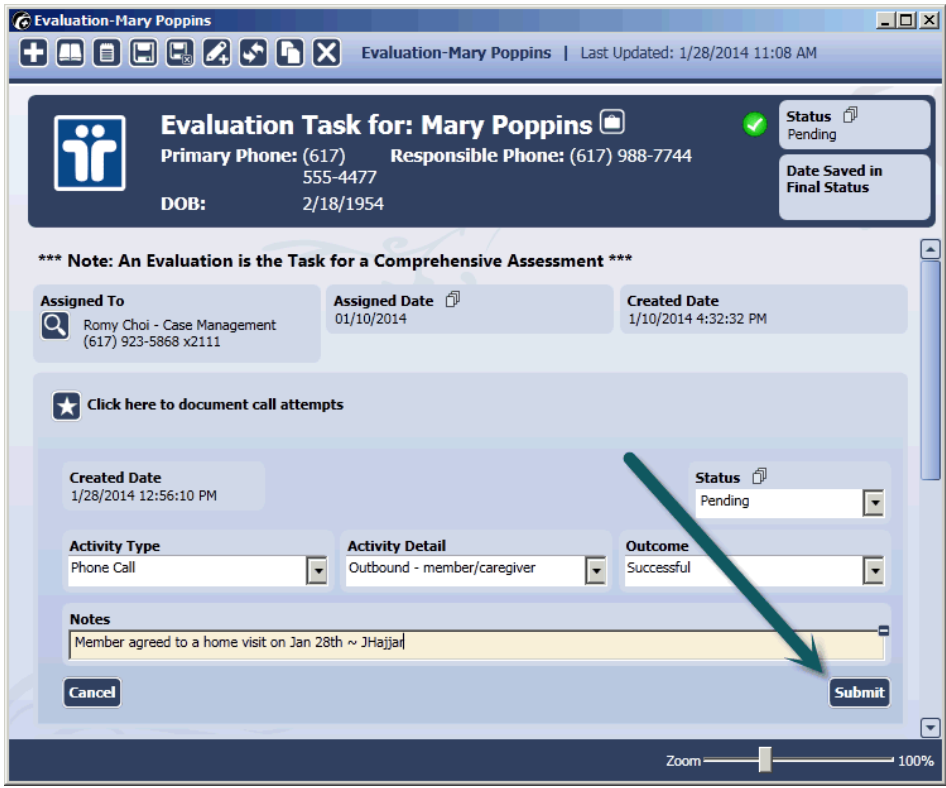 Evaluation-Mary Poppins
Evaluation-Mary Poppins | Last Updated: 1/28/2014 11:08 AM
Evaluation Task for: Mary Poppins
Primary Phone: (617) 555-4477 Responsible Phone: (617) 988-7744
DOB: 2/18/1954
Status
Pending
Date Saved in
Final Status
*** Note: An Evaluation is the Task for a Comprehensive Assessment ***
Assigned To
Romy Choi - Case Management
(617) 923-5868 x2111
Assigned Date
01/10/2014
Created Date
1/10/2014 4:32:32 PM
Click here to document call attempts
Created Date
1/28/2014 12:56:10 PM
Status
Pending
Activity Type
Phone Call
Activity Detail
Outbound - member/caregiver
Outcome
Successful
Notes
Member agreed to a home visit on Jan 28th ~ JHajjar
Cancel
Submit
Zoom 100%